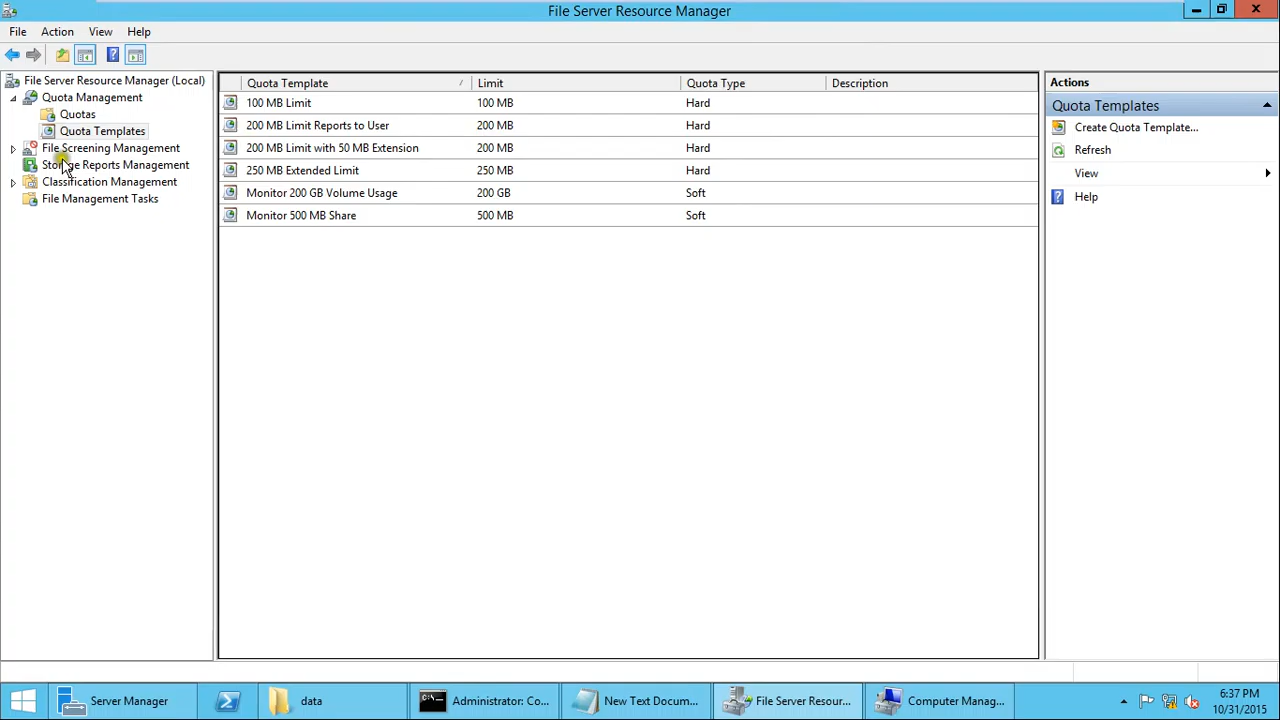 File Server Resource Manager
File Action View Help
File Server Resource Manager (Local)
Quota Management
Quotas
Quota Templates
File Screening Management
Storage Reports Management
Classification Management
File Management Tasks
Quota Template Limit Quota Type Description
100 MB Limit 100 MB Hard
200 MB Limit Reports to User 200 MB Hard
200 MB Limit with 50 MB Extension 200 MB Hard
250 MB Extended Limit 250 MB Hard
Monitor 200 GB Volume Usage 200 GB Soft
Monitor 500 MB Share 500 MB Soft
Actions
Quota Templates
Create Quota Template...
Refresh
View
Help
Server Manager
data
Administrator: Co...
New Text Docum...
File Server Resour...
Computer Manag...
6:37 PM
10/31/2015